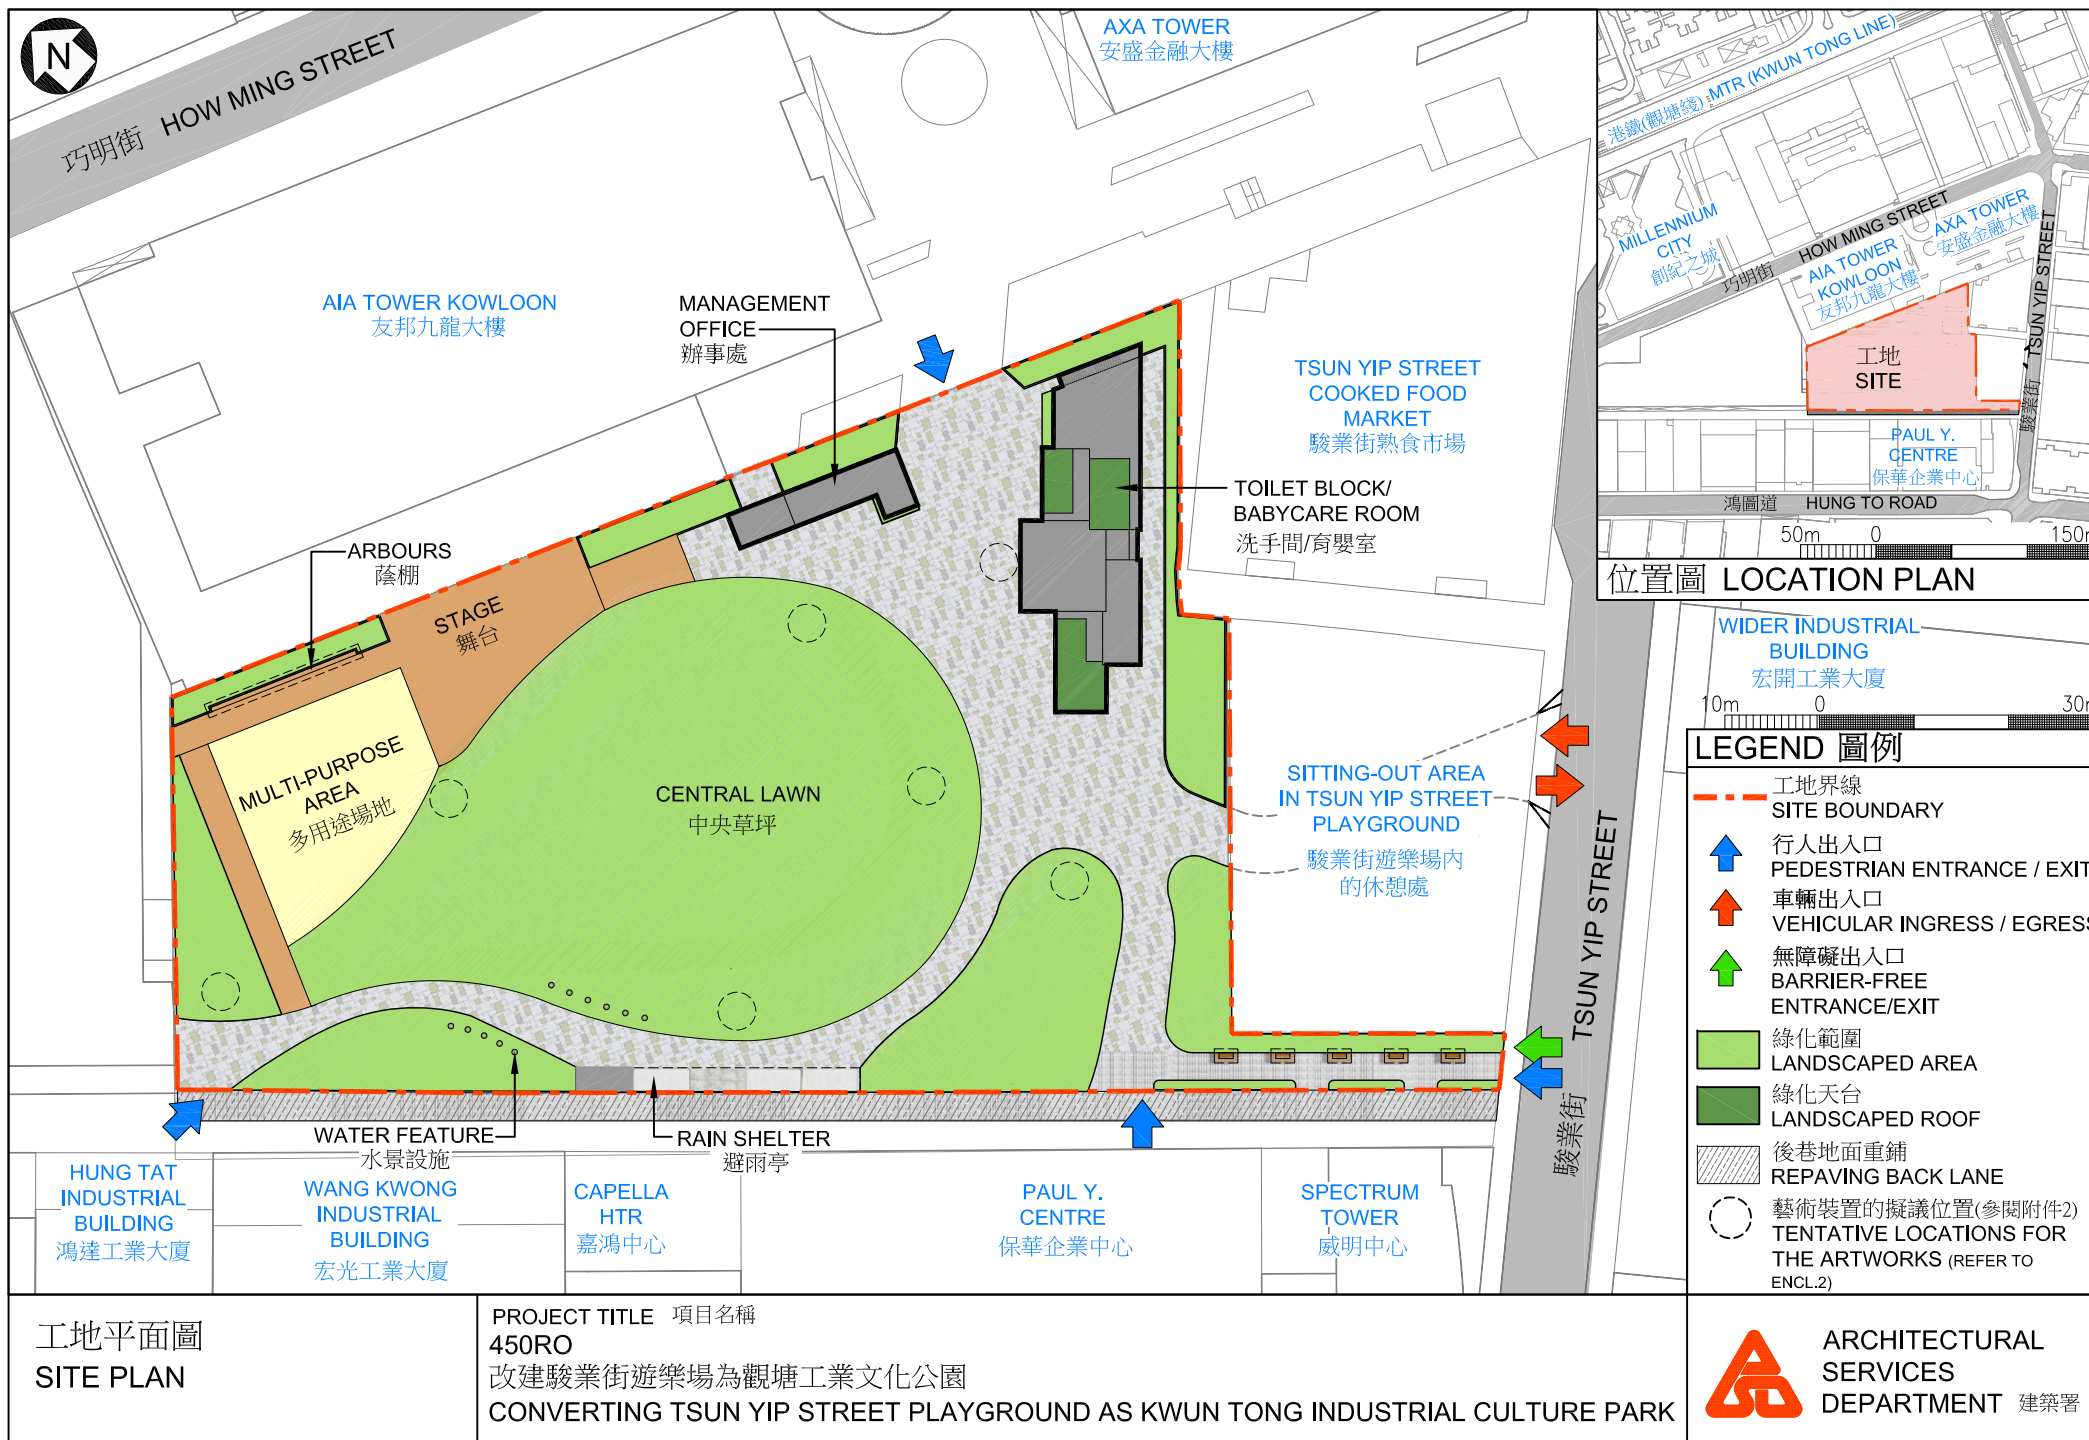 N
巧明街 HOW MING STREET
AXA TOWER
安盛金融大樓
AIA TOWER KOWLOON
友邦九龍大樓
MANAGEMENT
OFFICE
辦事處
TSUN YIP STREET
COOKED FOOD
MARKET
駿業街熟食市場
TOILET BLOCK/
BABYCARE ROOM
洗手間/育嬰室
ARBOURS
蔭棚
STAGE
舞台
MULTI-PURPOSE
AREA
多用途場地
CENTRAL LAWN
中央草坪
SITTING-OUT AREA
IN TSUN YIP STREET
PLAYGROUND
駿業街遊樂場內
的休憩處
TSUN YIP STREET
駿業街
WATER FEATURE
水景設施
RAIN SHELTER
避雨亭
HUNG TAT
INDUSTRIAL
BUILDING
鴻達工業大廈
WANG KWONG
INDUSTRIAL
BUILDING
宏光工業大廈
CAPELLA
HTR
嘉鴻中心
PAUL Y.
CENTRE
保華企業中心
SPECTRUM
TOWER
威明中心
港鐵(觀塘綫) MTR (KWUN TONG LINE)
MILLENNIUM
CITY
創紀之城
巧明街 HOW MING STREET
AXA TOWER
安盛金融大樓
AIA TOWER
KOWLOON
友邦九龍大樓
駿業街 TSUN YIP STREET
TSUN YIP STREET
工地
SITE
PAUL Y.
CENTRE
保華企業中心
鴻圖道 HUNG TO ROAD
50m 0 150m
位置圖 LOCATION PLAN
WIDER INDUSTRIAL
BUILDING
宏開工業大廈
10m 0 30m
LEGEND 圖例
工地界線
SITE BOUNDARY
行人出入口
PEDESTRIAN ENTRANCE / EXIT
車輛出入口
VEHICULAR INGRESS / EGRESS
無障礙出入口
BARRIER-FREE
ENTRANCE/EXIT
綠化範圍
LANDSCAPED AREA
綠化天台
LANDSCAPED ROOF
後巷地面重鋪
REPAVING BACK LANE
藝術裝置的擬議位置(參閱附件2)
TENTATIVE LOCATIONS FOR
THE ARTWORKS (REFER TO
ENCL.2)
工地平面圖
SITE PLAN
PROJECT TITLE 項目名稱
450RO
改建駿業街遊樂場為觀塘工業文化公園
CONVERTING TSUN YIP STREET PLAYGROUND AS KWUN TONG INDUSTRIAL CULTURE PARK
ARCHITECTURAL
SERVICES
DEPARTMENT 建築署